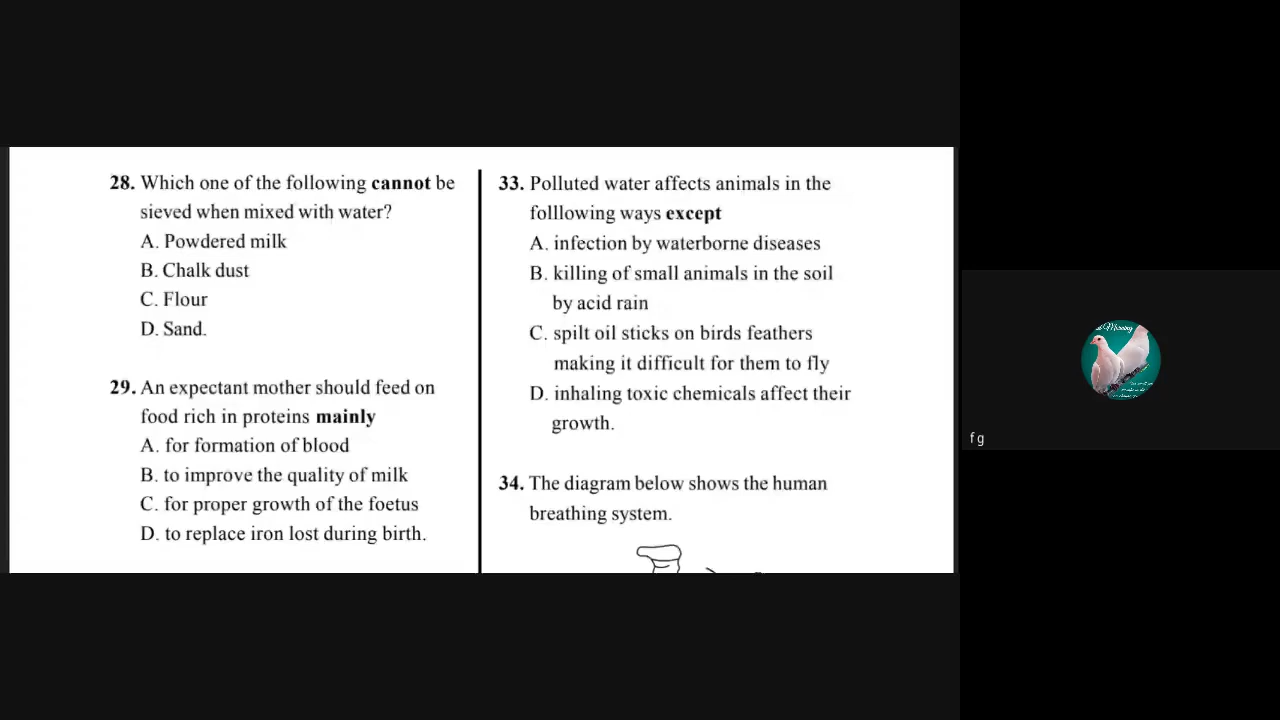 28. Which one of the following cannot be
sieved when mixed with water?
A. Powdered milk
B. Chalk dust
C. Flour
D. Sand.
29. An expectant mother should feed on
food rich in proteins mainly
A. for formation of blood
B. to improve the quality of milk
C. for proper growth of the foetus
D. to replace iron lost during birth.
33. Polluted water affects animals in the
folllowing ways except
A. infection by waterborne diseases
B. killing of small animals in the soil
by acid rain
C. spilt oil sticks on birds feathers
making it difficult for them to fly
D. inhaling toxic chemicals affect their
growth.
34. The diagram below shows the human
breathing system.
Morning
f g